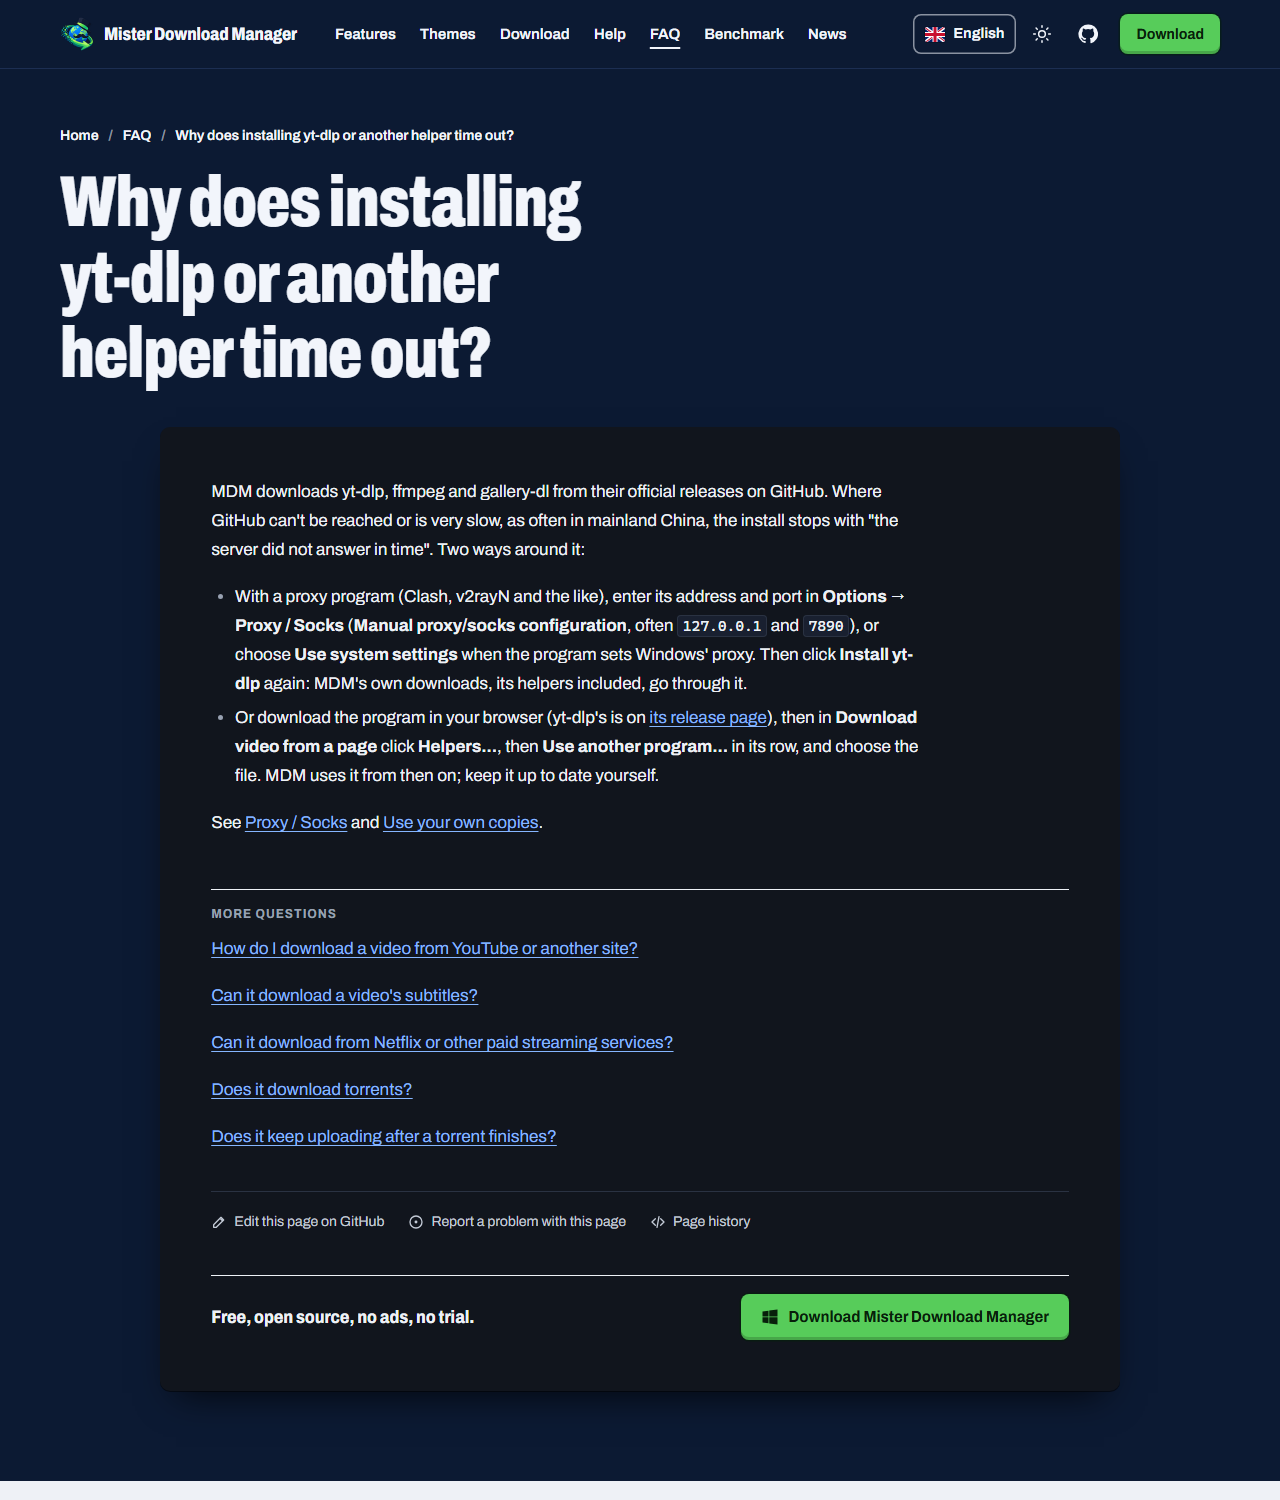 Mister Download Manager
Features
Themes
Download
Help
FAQ
Benchmark
News
English
Download
Home / FAQ / Why does installing yt-dlp or another helper time out?
Why does installing
yt-dlp or another
helper time out?
MDM downloads yt-dlp, ffmpeg and gallery-dl from their official releases on GitHub. Where
GitHub can't be reached or is very slow, as often in mainland China, the install stops with "the
server did not answer in time". Two ways around it:
• With a proxy program (Clash, v2rayN and the like), enter its address and port in Options →
Proxy / Socks (Manual proxy/socks configuration, often 127.0.0.1 and 7890), or
choose Use system settings when the program sets Windows' proxy. Then click Install yt-
dlp again: MDM's own downloads, its helpers included, go through it.
• Or download the program in your browser (yt-dlp's is on its release page), then in Download
video from a page click Helpers…, then Use another program… in its row, and choose the
file. MDM uses it from then on; keep it up to date yourself.
See Proxy / Socks and Use your own copies.
MORE QUESTIONS
How do I download a video from YouTube or another site?
Can it download a video's subtitles?
Can it download from Netflix or other paid streaming services?
Does it download torrents?
Does it keep uploading after a torrent finishes?
Edit this page on GitHub
Report a problem with this page
Page history
Free, open source, no ads, no trial.
Download Mister Download Manager